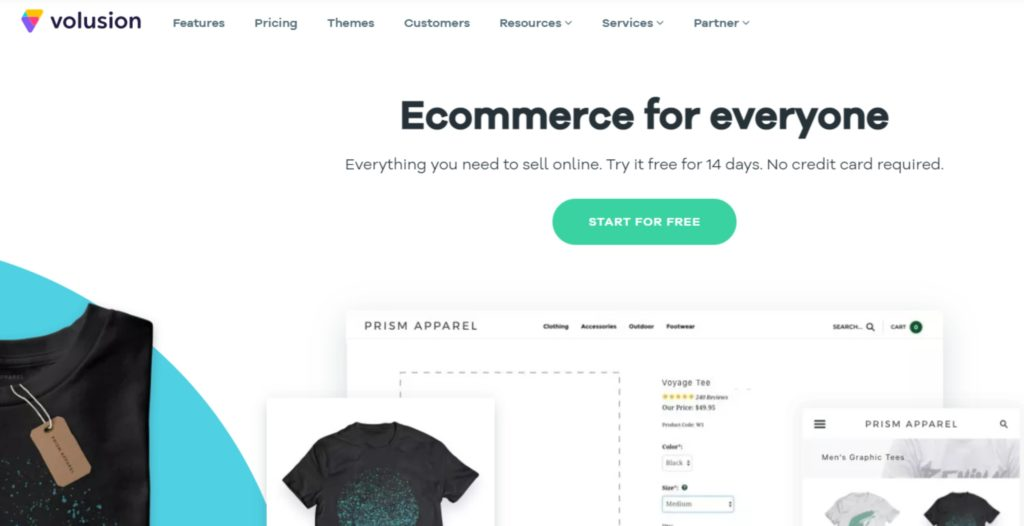 volusion
Features Pricing Themes Customers Resources Services Partner
Ecommerce for everyone
Everything you need to sell online. Try it free for 14 days. No credit card required.
START FOR FREE
PRISM APPAREL
Clothing Accessories Outdoor Footwear
SEARCH... CART 0
Voyage Tee
240 Reviews
Our Price: $49.95
Product Code: W1
Color*:
Black
Size*: ?
Medium
PRISM APPAREL
Men's Graphic Tees
PRISM APPAREL